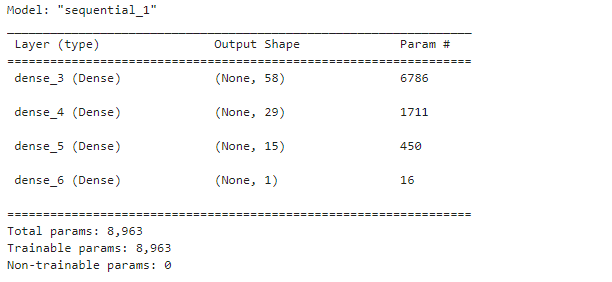 Model: "sequential_1"
_________________________________________________________________
Layer (type) Output Shape Param #
=================================================================
dense_3 (Dense) (None, 58) 6786
dense_4 (Dense) (None, 29) 1711
dense_5 (Dense) (None, 15) 450
dense_6 (Dense) (None, 1) 16
=================================================================
Total params: 8,963
Trainable params: 8,963
Non-trainable params: 0